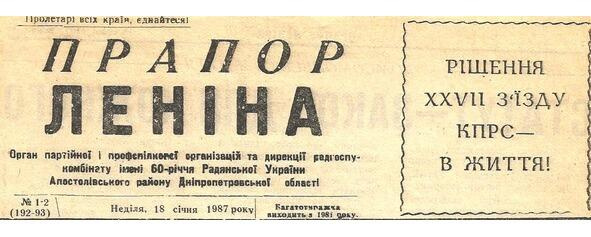 Пролетарі всіх країн, єднайтеся!
ПРАПОР
ЛЕНІНА
Орган партійної і профспілкової організацій та дирекції радгоспу-
комбінату імені 60-річчя Радянської України
Апостолівського району Дніпропетровської області
№ 1-2
(192-93)
Неділя, 18 січня 1987 року
Багатотиражка
виходить з 1981 року.
РІШЕННЯ
XXVII З'ЇЗДУ
КПРС—
В ЖИТТЯ!